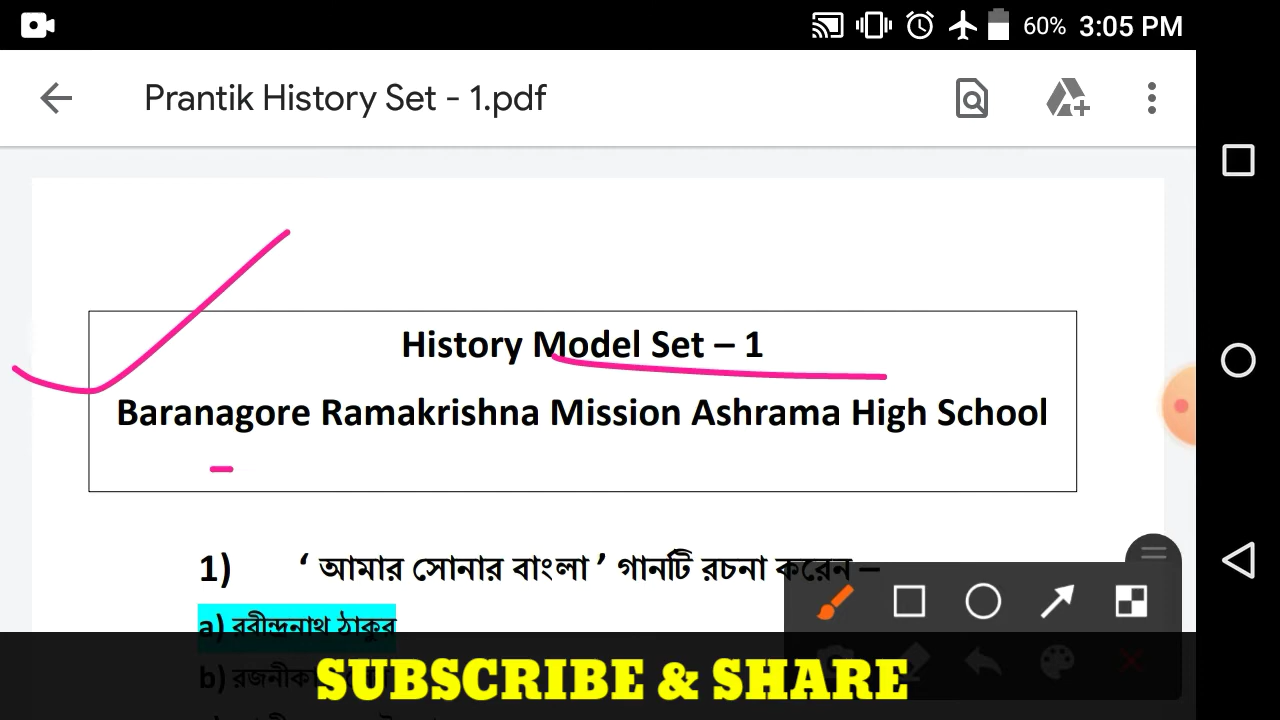 60% 3:05 PM
Prantik History Set - 1.pdf
History Model Set – 1
Baranagore Ramakrishna Mission Ashrama High School
1) ‘ আমার সোনার বাংলা ’ গানটি রচনা করেন –
a) রবীন্দ্রনাথ ঠাকুর
b)
SUBSCRIBE & SHARE